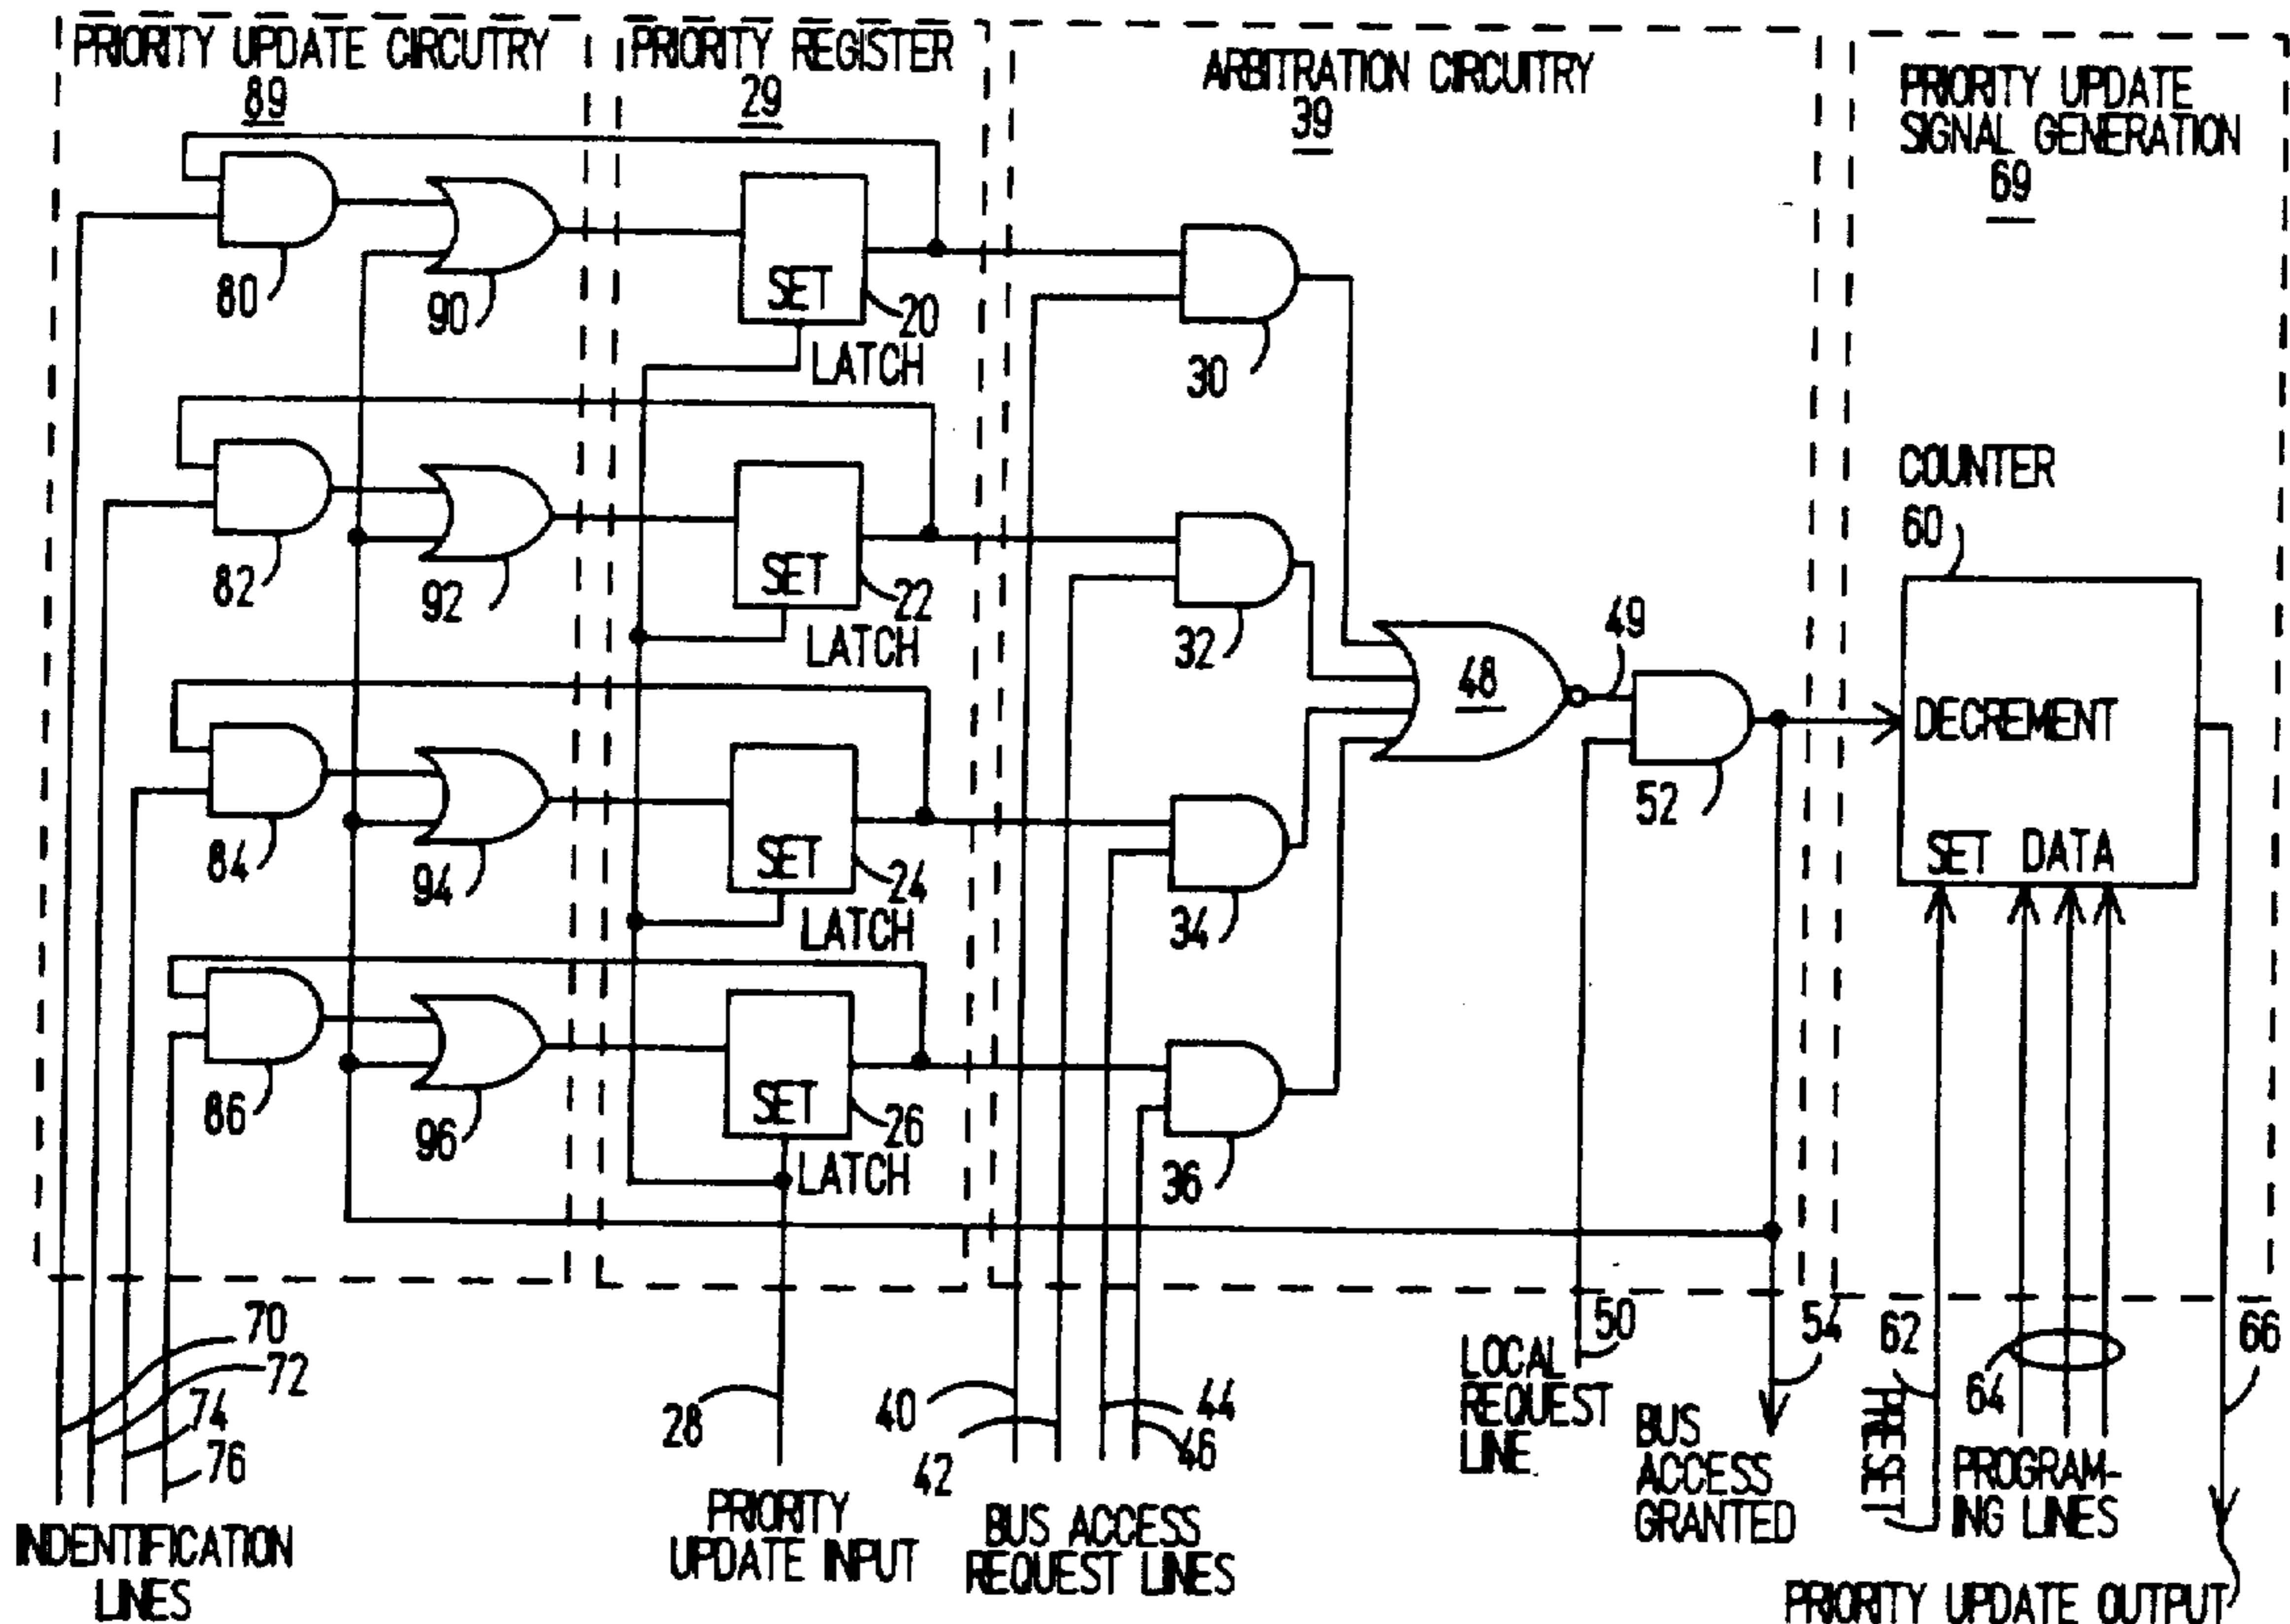 PRIORITY UPDATE CIRCUTRY
89
PRIORITY REGISTER
29
ARBITRATION CIRCUITRY
39
PRIORITY UPDATE
SIGNAL GENERATION
69
80
90
SET
20
LATCH
30
82
92
SET
22
LATCH
32
84
94
SET
24
LATCH
34
86
96
SET
26
LATCH
36
48
49
52
COUNTER
60
DECREMENT
SET DATA
70
72
74
76
INDENTIFICATION
LINES
28
PRIORITY
UPDATE INPUT
40
42
44
46
BUS ACCESS
REQUEST LINES
50
LOCAL
REQUEST
LINE
54
BUS
ACCESS
GRANTED
62
PRESET
64
PROGRAM-
ING LINES
66
PRIORITY UPDATE OUTPUT